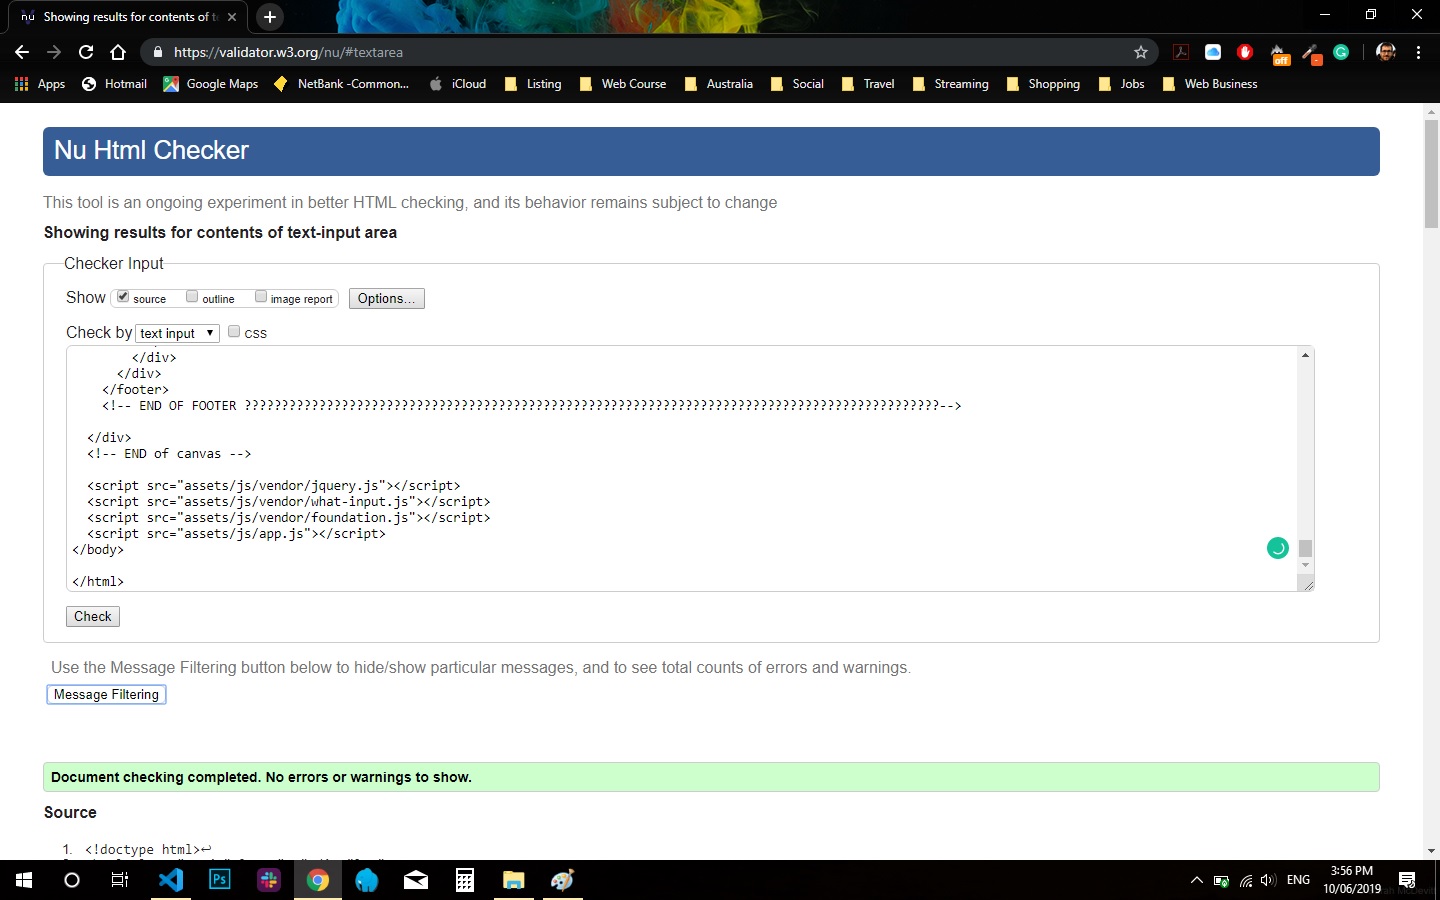 Showing results for contents of te
https://validator.w3.org/nu/#textarea
off
Apps Hotmail Google Maps NetBank -Common... iCloud Listing Web Course Australia Social Travel Streaming Shopping Jobs Web Business
Nu Html Checker
This tool is an ongoing experiment in better HTML checking, and its behavior remains subject to change
Showing results for contents of text-input area
Checker Input
Show source outline image report Options...
Check by text input css
</div>
</div>
</footer>
<!-- END OF FOOTER ?????????????????????????????????????????????????????????????????????????????????????????????-->
</div>
<!-- END of canvas -->
<script src="assets/js/vendor/jquery.js"></script>
<script src="assets/js/vendor/what-input.js"></script>
<script src="assets/js/vendor/foundation.js"></script>
<script src="assets/js/app.js"></script>
</body>
</html>
Check
Use the Message Filtering button below to hide/show particular messages, and to see total counts of errors and warnings.
Message Filtering
Document checking completed. No errors or warnings to show.
Source
1. <!doctype html>↩
Ps
ENG
3:56 PM
10/06/2019